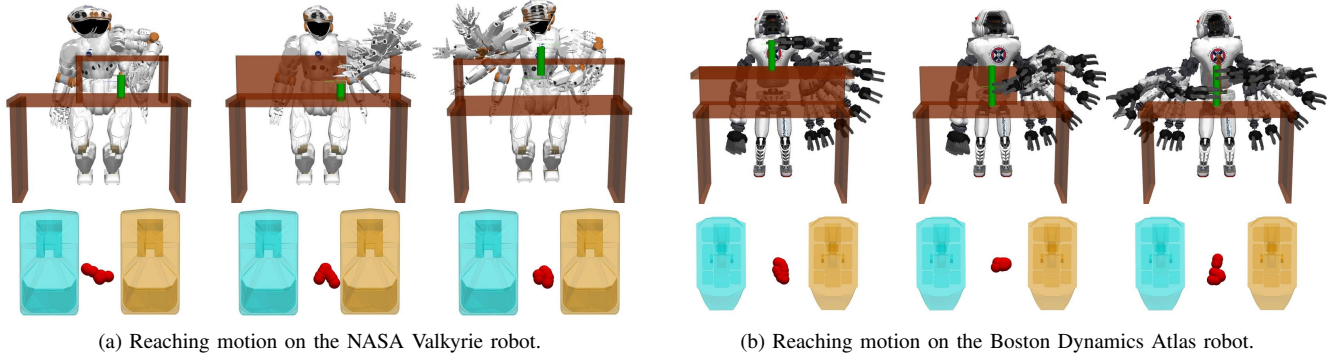 (a) Reaching motion on the NASA Valkyrie robot.
(b) Reaching motion on the Boston Dynamics Atlas robot.